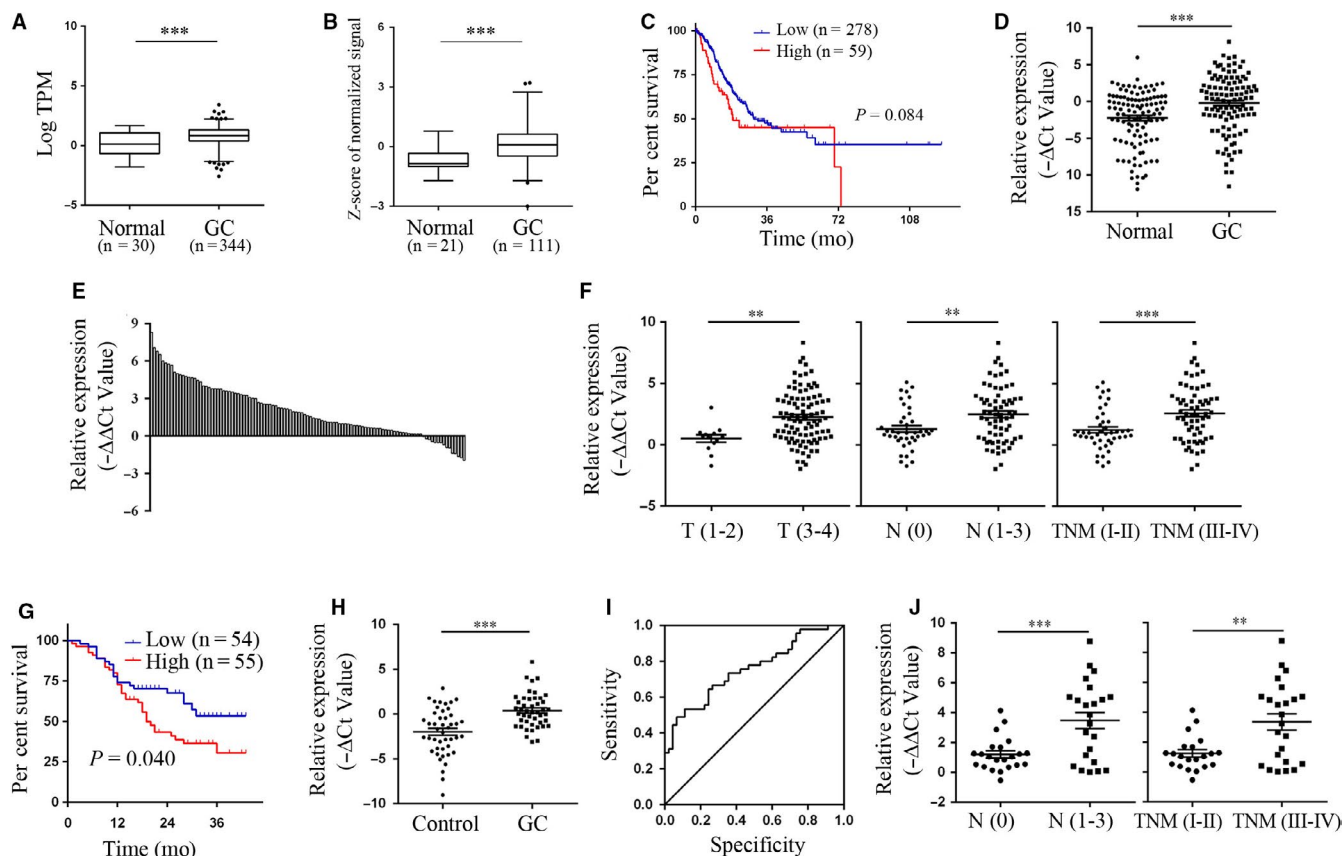 A
***
Log TPM
10
5
0
−5
Normal
GC
(n = 30)
(n = 344)
B
***
Z-score of normalized signal
6
3
0
−3
Normal
GC
(n = 21)
(n = 111)
C
Per cent survival
100
75
50
25
0
Low (n = 278)
High (n = 59)
P = 0.084
0
36
72
108
Time (mo)
D
***
Relative expression
(−ΔCt Value)
10
5
0
−5
10
15
Normal
GC
E
Relative expression
(−ΔΔCt Value)
9
6
3
0
−3
−6
F
Relative expression
(−ΔΔCt Value)
10
5
0
−5
**
**
***
T (1-2)
T (3-4)
N (0)
N (1-3)
TNM (I-II)
TNM (III-IV)
G
Per cent survival
100
75
50
25
0
Low (n = 54)
High (n = 55)
P = 0.040
0
12
24
36
Time (mo)
H
***
Relative expression
(−ΔCt Value)
10
5
0
−5
−10
Control
GC
I
Sensitivity
1.0
0.8
0.6
0.4
0.2
0.0
0.0
0.2
0.4
0.6
0.8
1.0
Specificity
J
Relative expression
(−ΔΔCt Value)
10
8
6
4
2
0
−2
***
**
N (0)
N (1-3)
TNM (I-II)
TNM (III-IV)